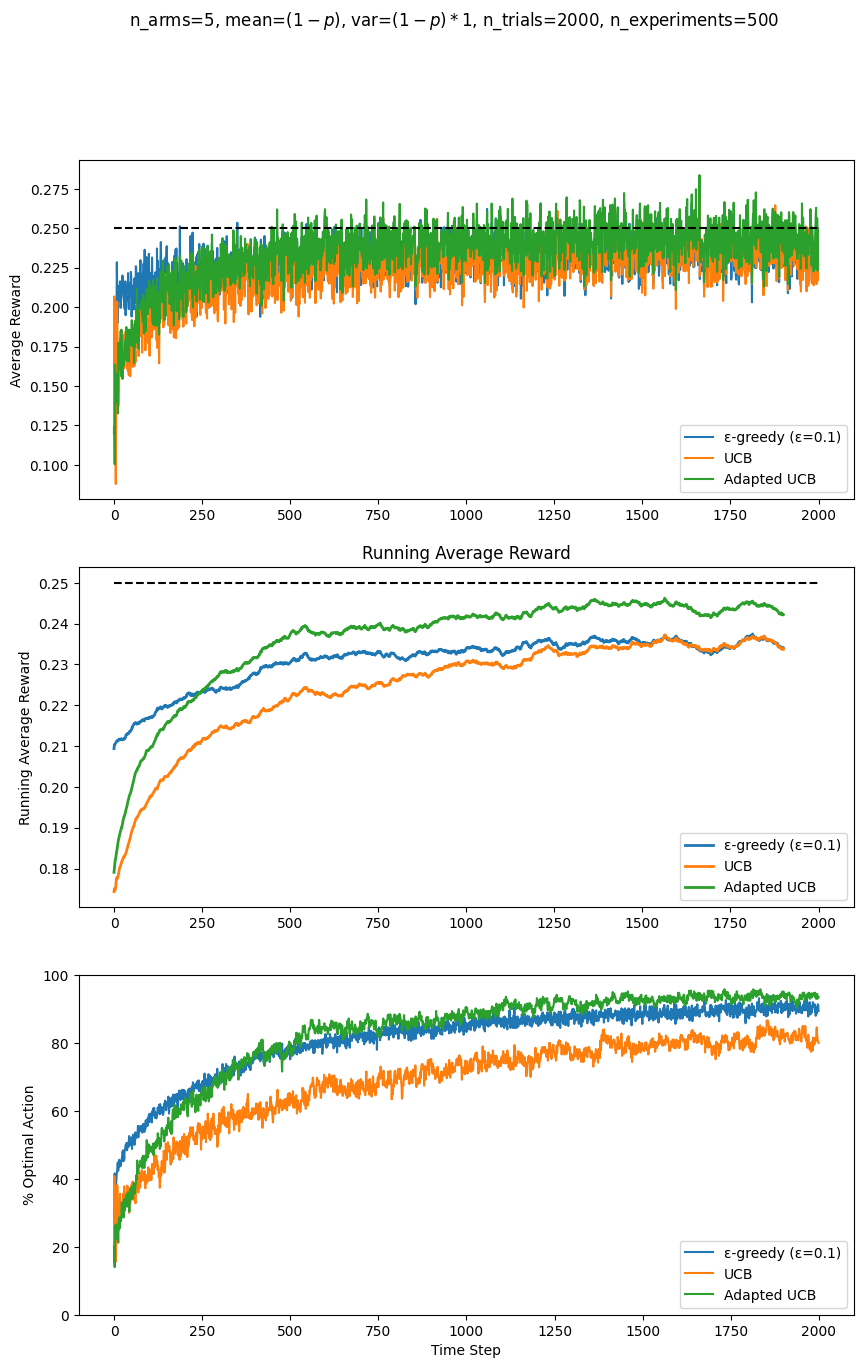 n_arms=5, mean=(1 − p), var=(1 − p) * 1, n_trials=2000, n_experiments=500
0.275
0.250
0.225
0.200
0.175
0.150
0.125
0.100
Average Reward
ε-greedy (ε=0.1)
UCB
Adapted UCB
0 250 500 750 1000 1250 1500 1750 2000
Running Average Reward
0.25
0.24
0.23
0.22
0.21
0.20
0.19
0.18
Running Average Reward
ε-greedy (ε=0.1)
UCB
Adapted UCB
0 250 500 750 1000 1250 1500 1750 2000
100
80
60
40
20
0
% Optimal Action
ε-greedy (ε=0.1)
UCB
Adapted UCB
0 250 500 750 1000 1250 1500 1750 2000
Time Step